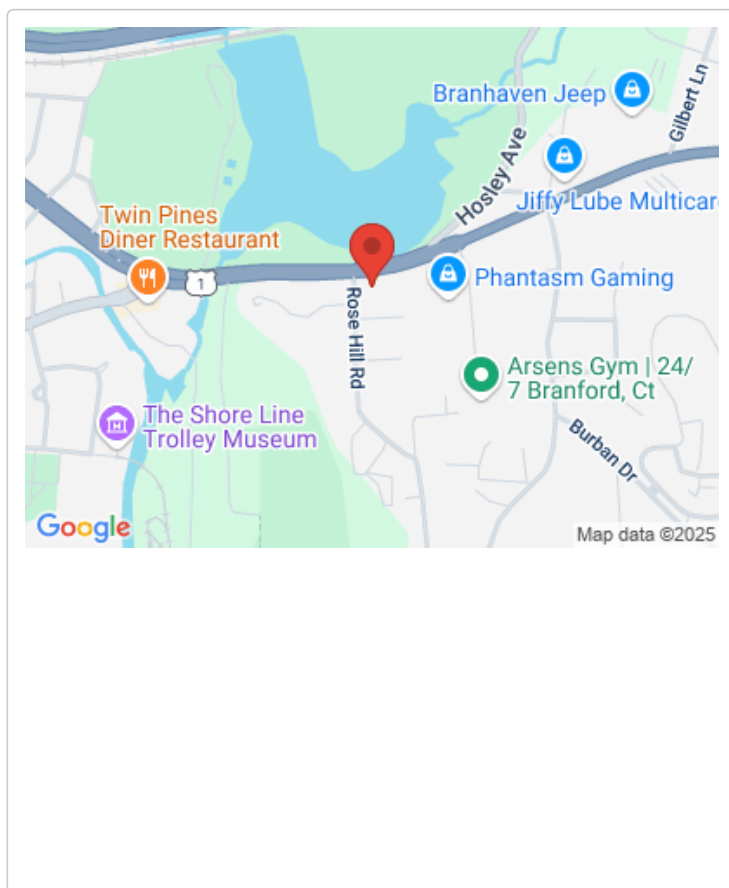 Branhaven Jeep
Gilbert Ln
Hosley Ave
Jiffy Lube Multicar
Twin Pines
Diner Restaurant
1
Phantasm Gaming
Rose Hill Rd
Arsens Gym | 24/
7 Branford, Ct
The Shore Line
Trolley Museum
Burban Dr
Google
Map data ©2025